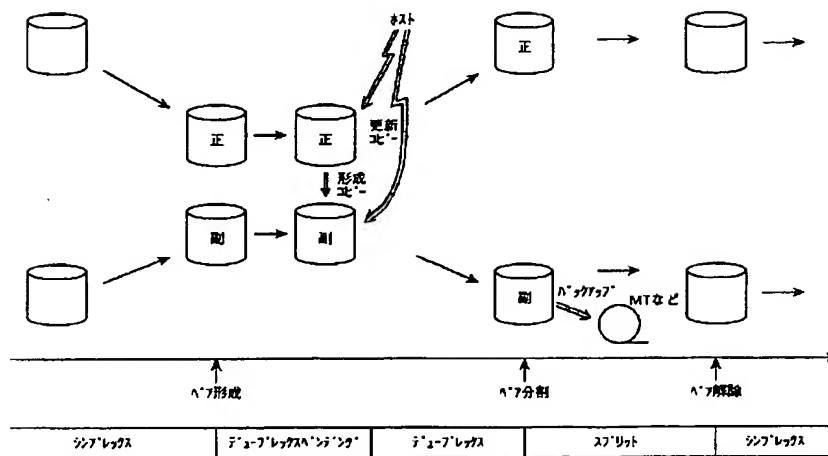 ﾎｽﾄ
正
正
正
更新
ｺﾋﾟｰ
形成
ｺﾋﾟｰ
副
副
副
ﾊﾞｯｸｱｯﾌﾟ
MTなど
ﾍﾟｱ形成
ﾍﾟｱ分割
ﾍﾟｱ解除
ｼﾝﾌﾟﾚｯｸｽ
ﾃﾞｭｰﾌﾟﾚｯｸｽﾍﾟﾝﾃﾞﾝｸﾞ
ﾃﾞｭｰﾌﾟﾚｯｸｽ
ｽﾌﾟﾘｯﾄ
ｼﾝﾌﾟﾚｯｸｽ